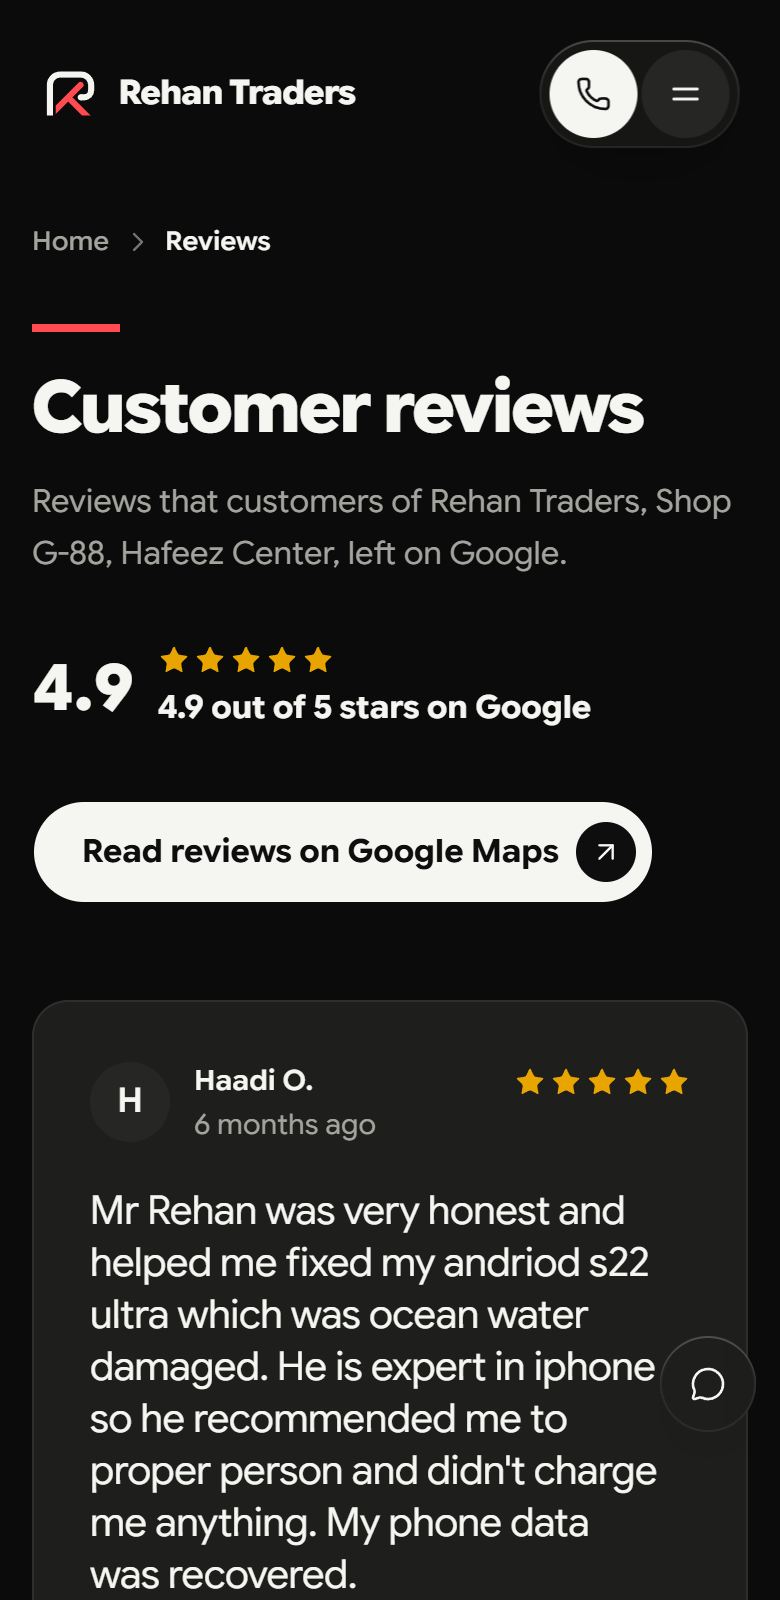 Rehan Traders
Home > Reviews
Customer reviews
Reviews that customers of Rehan Traders, Shop
G-88, Hafeez Center, left on Google.
4.9
4.9 out of 5 stars on Google
Read reviews on Google Maps
H
Haadi O.
6 months ago
Mr Rehan was very honest and
helped me fixed my andriod s22
ultra which was ocean water
damaged. He is expert in iphone
so he recommended me to
proper person and didn't charge
me anything. My phone data
was recovered.